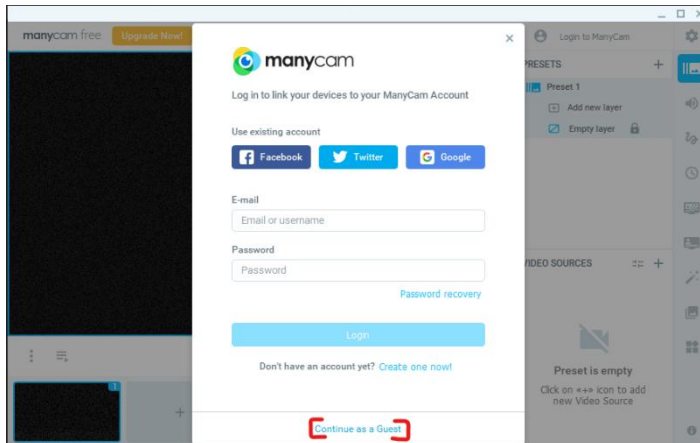 manycam free
Upgrade Now!
Login to ManyCam
manycam
Log in to link your devices to your ManyCam Account
Use existing account
Facebook
Twitter
Google
E-mail
Email or username
Password
Password
Password recovery
Login
Don't have an account yet? Create one now!
Continue as a Guest
PRESETS
Preset 1
Add new layer
Empty layer
VIDEO SOURCES
Preset is empty
Click on <+> icon to add
new Video Source
1